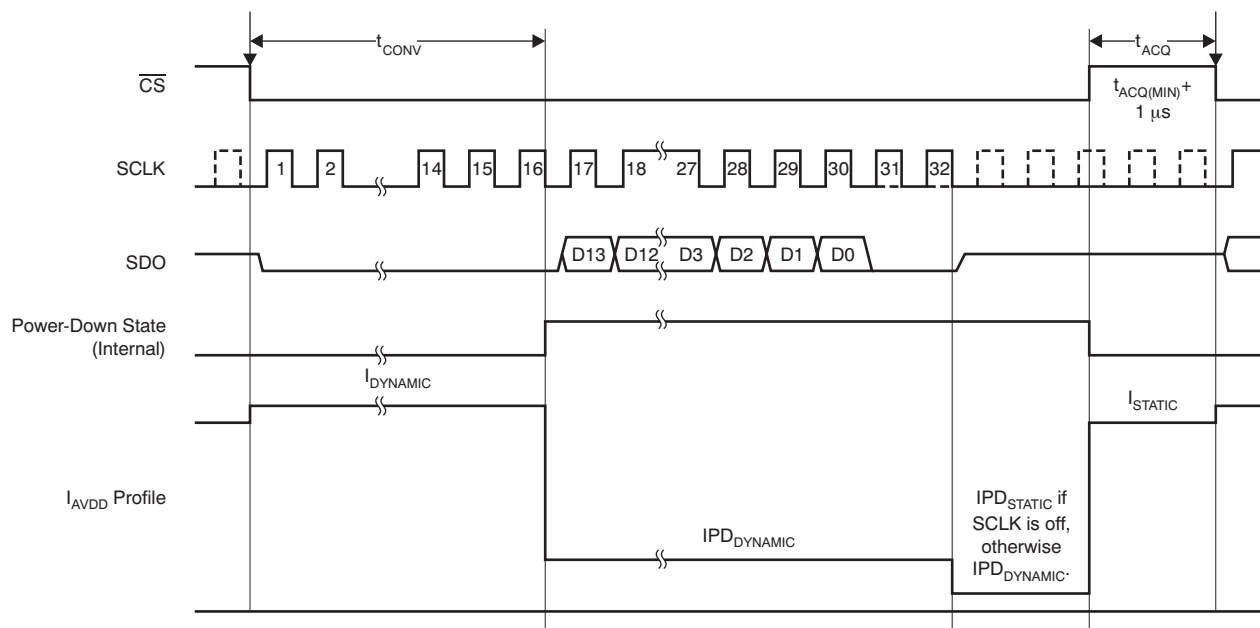 tCONV
tACQ
CS
tACQ(MIN) +
1 μs
SCLK
1 2 14 15 16 17 18 27 28 29 30 31 32
SDO
D13 D12 D3 D2 D1 D0
Power-Down State
(Internal)
IDYNAMIC
ISTATIC
IAVDD Profile
IPDDYNAMIC
IPDSTATIC if
SCLK is off,
otherwise
IPDDYNAMIC.